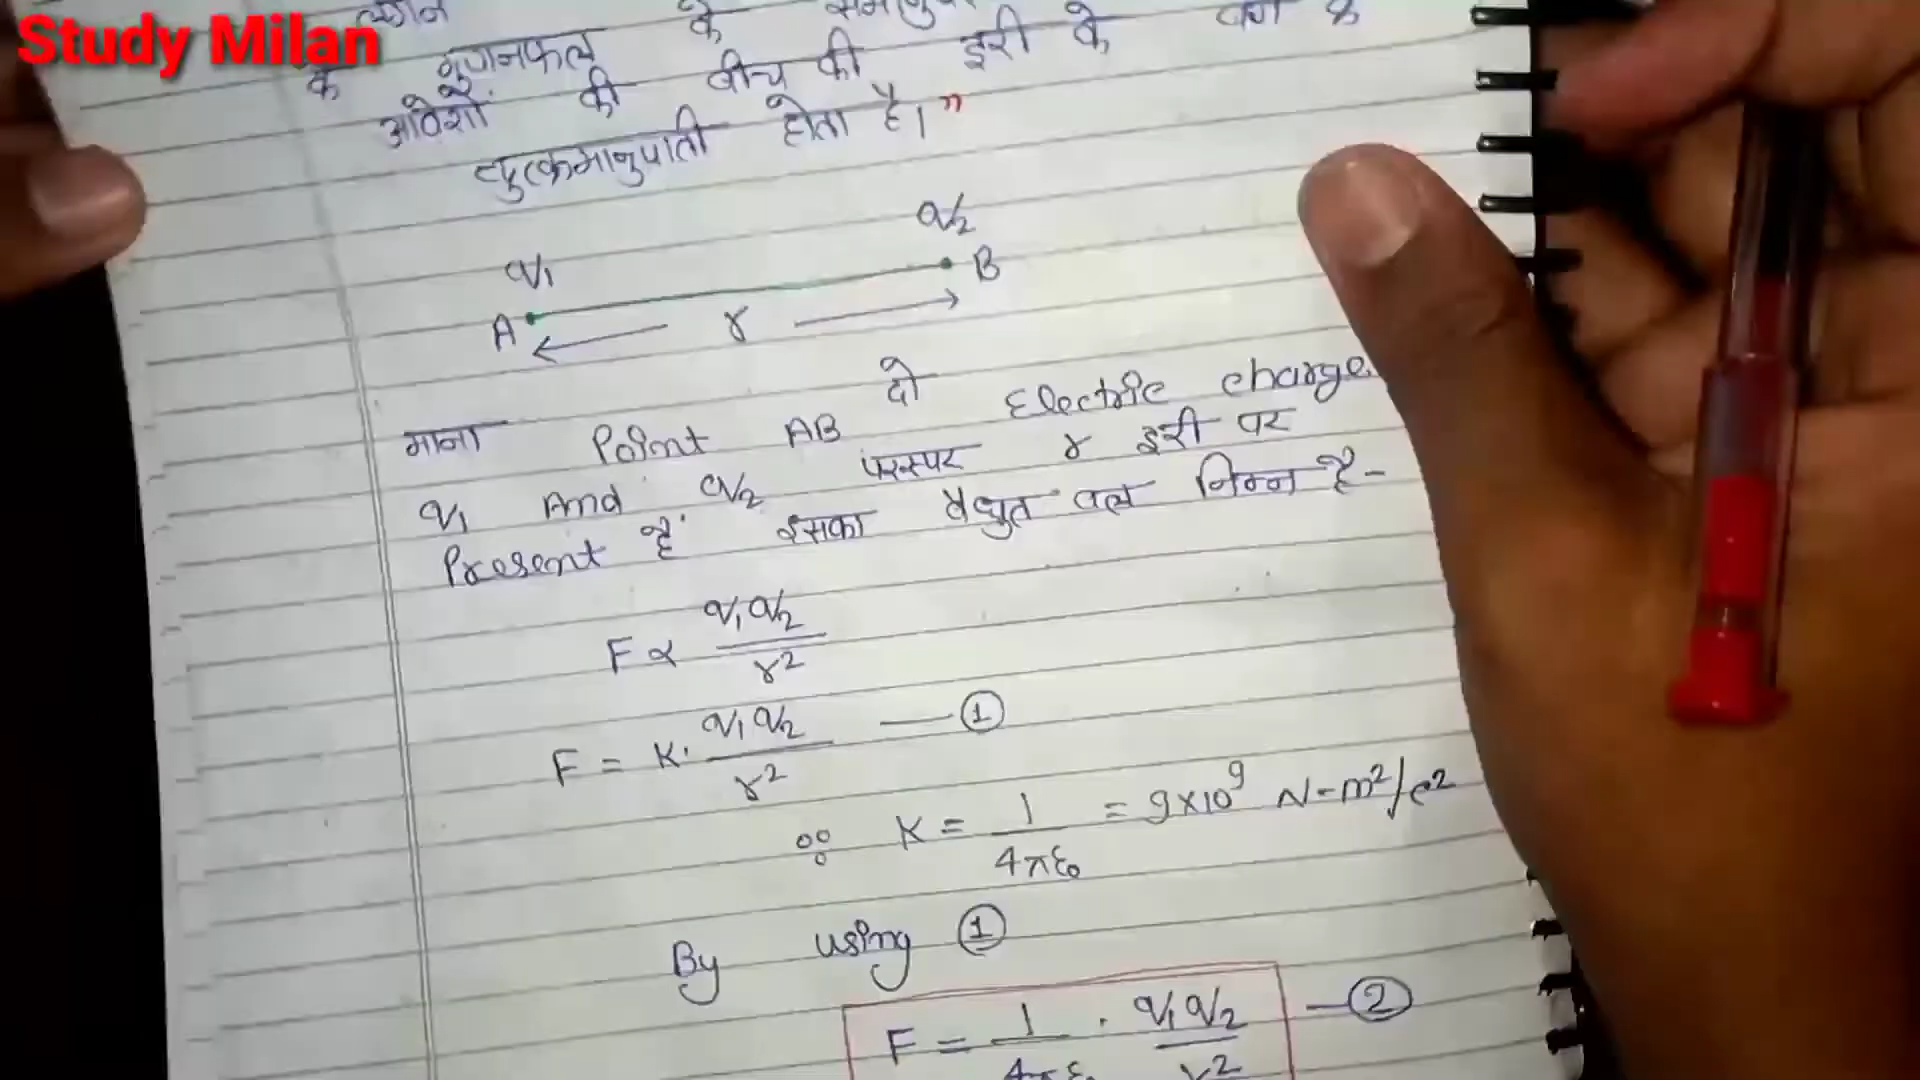 Study Milan
के गुणनफल के समानु
आवेशों की बीच की दूरी के वर्ग के
व्युत्क्रमानुपाती होता है।"
q1 q2
A r B
माना Point AB दो Electric charge
q1 And q2 परस्पर r दूरी पर
Present है इसका वैधुत बल निम्न है-
F ∝ q1q2/r²
F = K. q1q2/r² — ①
∵ K = 1/4πε₀ = 9×10⁹ N-m²/c²
By using ①
F = 1/4πε₀ . q1q2/r² — ②